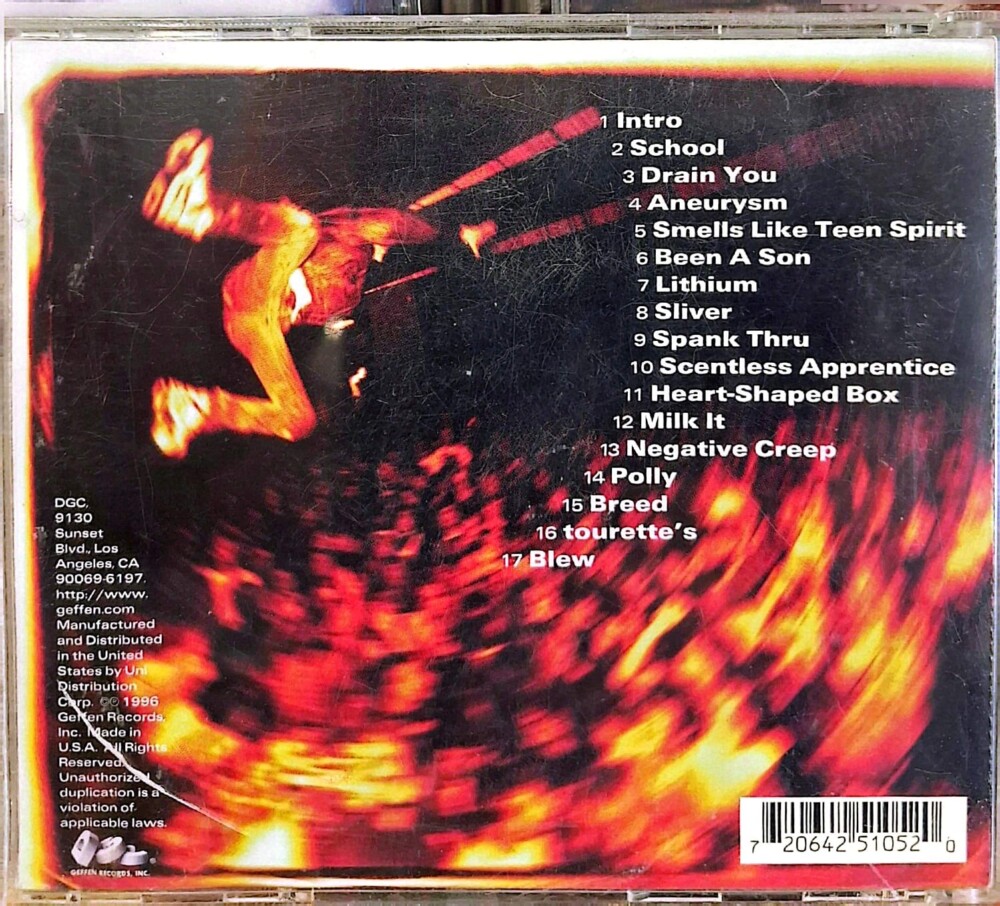 1 Intro
2 School
3 Drain You
4 Aneurysm
5 Smells Like Teen Spirit
6 Been A Son
7 Lithium
8 Sliver
9 Spank Thru
10 Scentless Apprentice
11 Heart-Shaped Box
12 Milk It
13 Negative Creep
14 Polly
15 Breed
16 tourette's
17 Blew
DGC,
9130
Sunset
Blvd., Los
Angeles, CA
90069-6197.
http://www.
geffen.com
Manufactured
and Distributed
in the United
States by Uni
Distribution
Corp. ©℗ 1996
Geffen Records,
Inc. Made in
U.S.A. All Rights
Reserved.
Unauthorized
duplication is a
violation of
applicable laws.
GEFFEN RECORDS, INC.
7 20642 51052 0